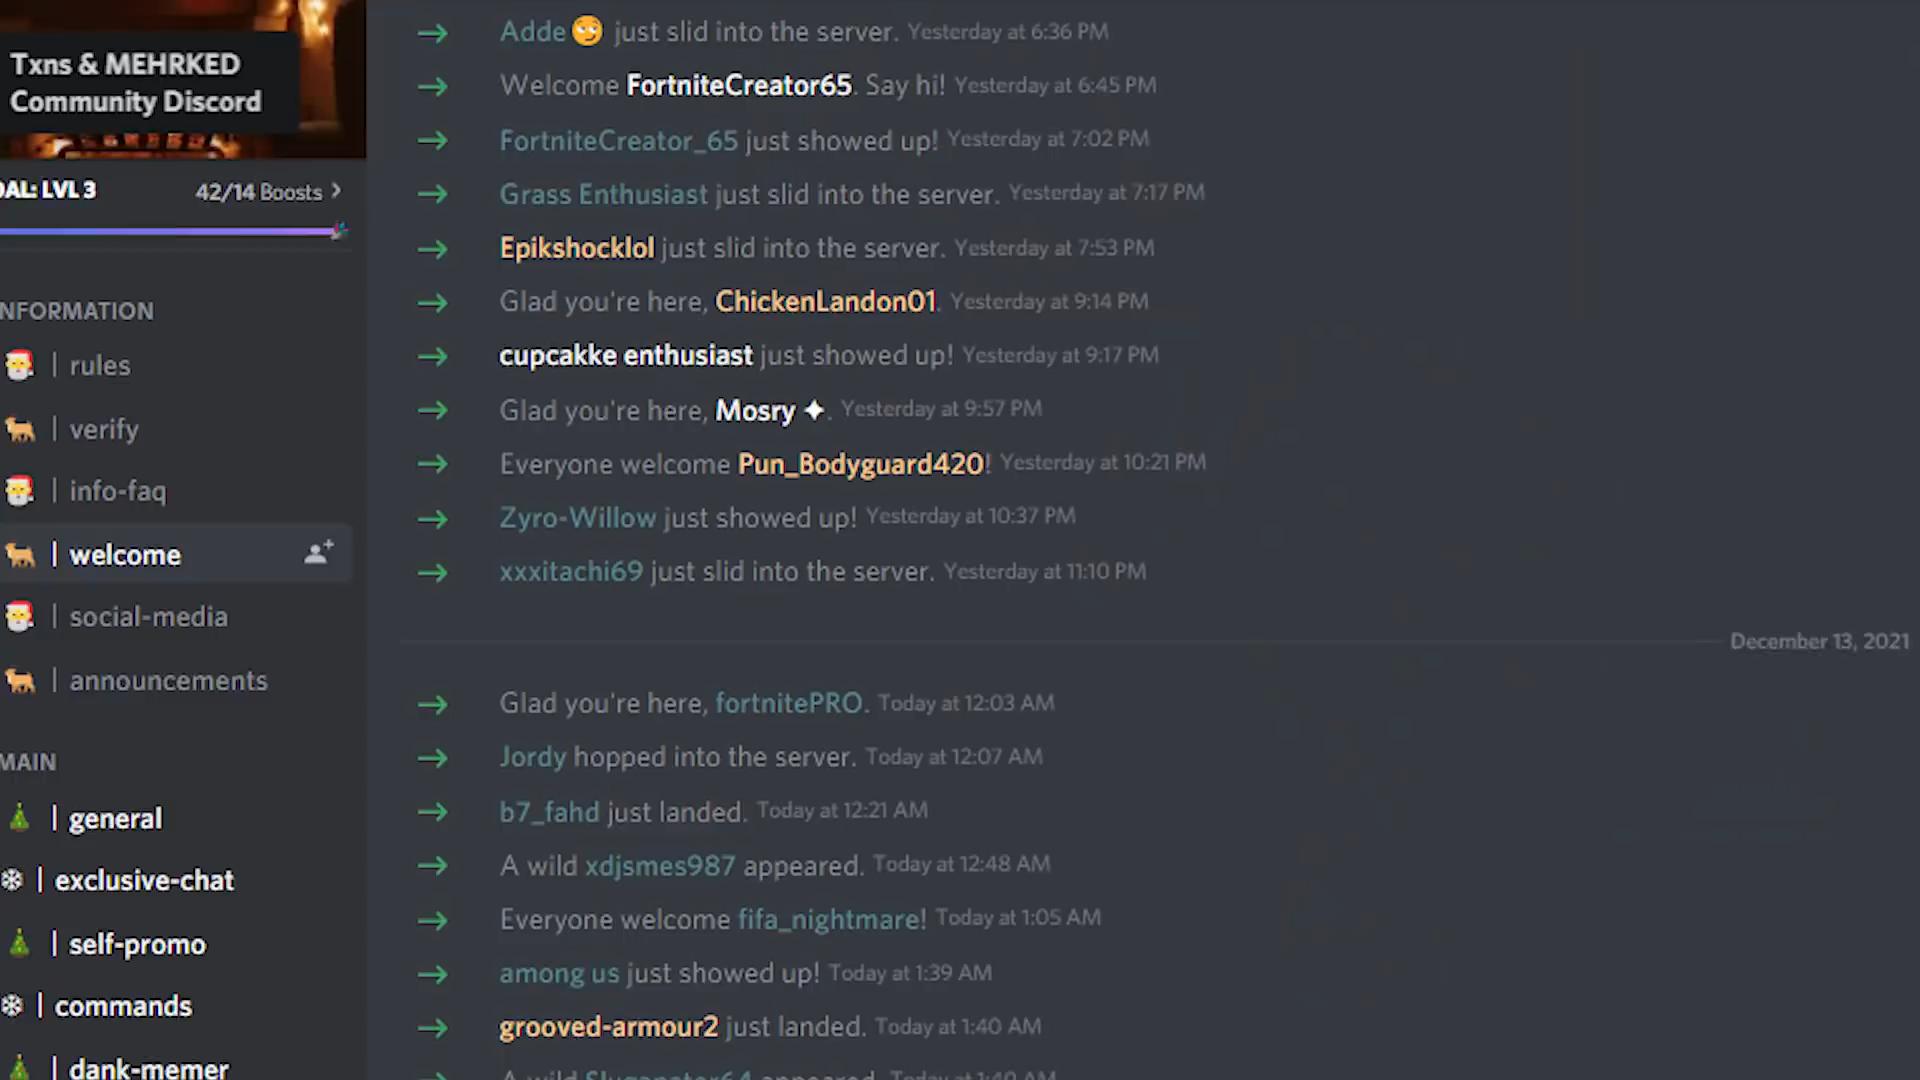 Txns & MEHRKED
Community Discord
OAL: LVL 3
42/14 Boosts
NFORMATION
| rules
| verify
| info-faq
| welcome
| social-media
| announcements
MAIN
| general
| exclusive-chat
| self-promo
| commands
| dank-memer
Adde😏 just slid into the server. Yesterday at 6:36 PM
Welcome FortniteCreator65. Say hi! Yesterday at 6:45 PM
FortniteCreator_65 just showed up! Yesterday at 7:02 PM
Grass Enthusiast just slid into the server. Yesterday at 7:17 PM
Epikshocklol just slid into the server. Yesterday at 7:53 PM
Glad you're here, ChickenLandon01. Yesterday at 9:14 PM
cupcakke enthusiast just showed up! Yesterday at 9:17 PM
Glad you're here, Mosry ✦. Yesterday at 9:57 PM
Everyone welcome Pun_Bodyguard420! Yesterday at 10:21 PM
Zyro-Willow just showed up! Yesterday at 10:37 PM
xxxitachi69 just slid into the server. Yesterday at 11:10 PM
December 13, 2021
Glad you're here, fortnitePRO. Today at 12:03 AM
Jordy hopped into the server. Today at 12:07 AM
b7_fahd just landed. Today at 12:21 AM
A wild xdjsmes987 appeared. Today at 12:48 AM
Everyone welcome fifa_nightmare! Today at 1:05 AM
among us just showed up! Today at 1:39 AM
grooved-armour2 just landed. Today at 1:40 AM
A wild appeared. Today at